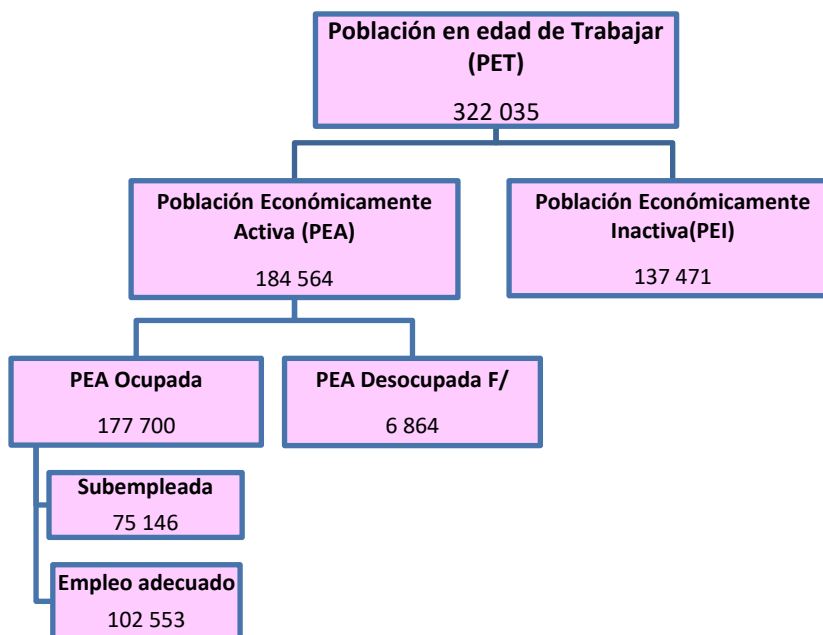 Población en edad de Trabajar
(PET)
322 035
Población Económicamente
Activa (PEA)
184 564
Población Económicamente
Inactiva(PEI)
137 471
PEA Ocupada
177 700
PEA Desocupada F/
6 864
Subempleada
75 146
Empleo adecuado
102 553